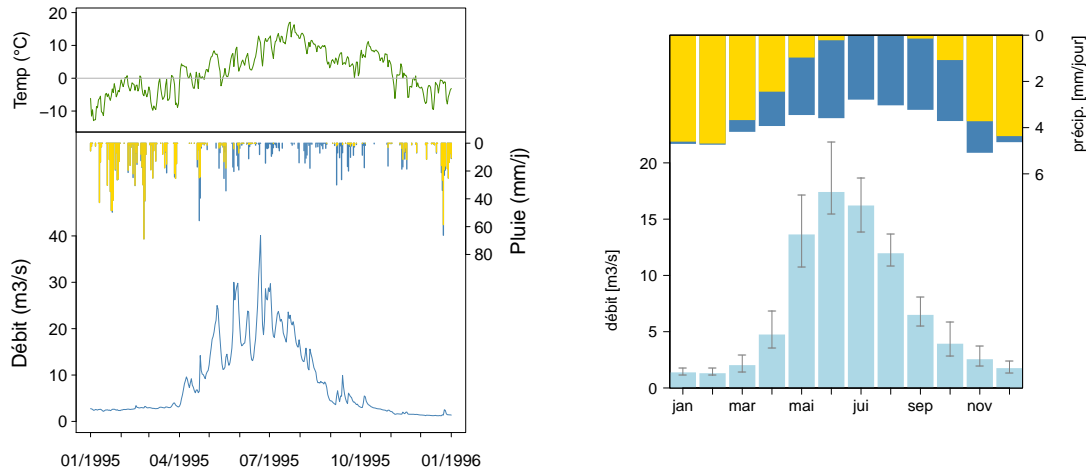 Temp (°C)
20
10
0
−10
Pluie (mm/j)
0
20
40
60
80
Débit (m3/s)
40
30
20
10
0
01/1995
04/1995
07/1995
10/1995
01/1996
précip. [mm/jour]
0
2
4
6
débit [m3/s]
20
15
10
5
0
jan
mar
mai
jui
sep
nov